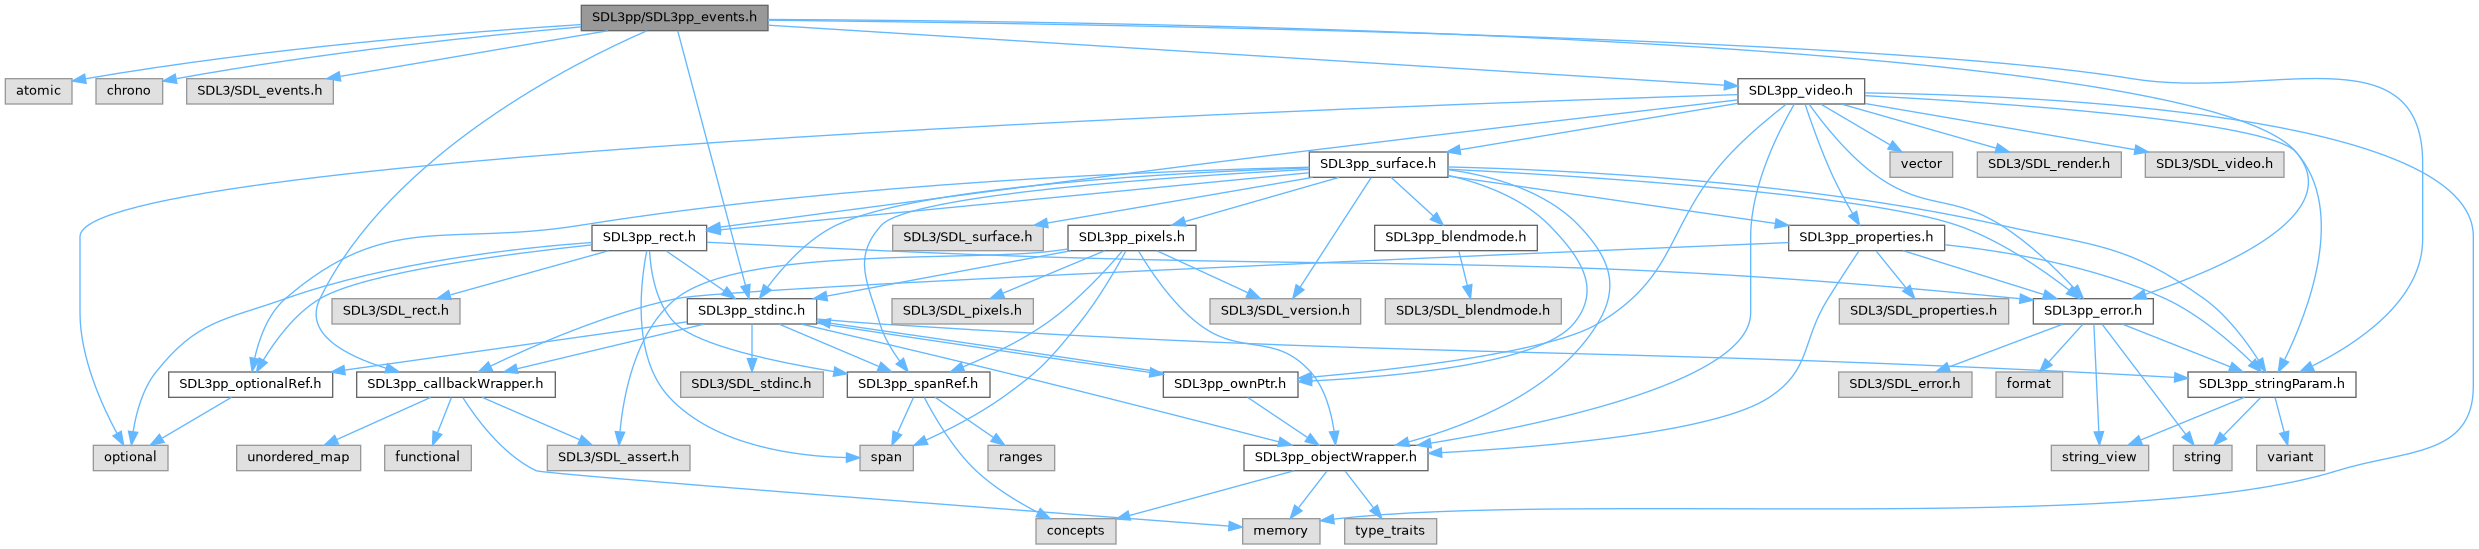 SDL3pp/SDL3pp_events.h
atomic
chrono
SDL3/SDL_events.h
SDL3pp_video.h
SDL3pp_surface.h
vector
SDL3/SDL_render.h
SDL3/SDL_video.h
SDL3pp_rect.h
SDL3/SDL_surface.h
SDL3pp_pixels.h
SDL3pp_blendmode.h
SDL3pp_properties.h
SDL3/SDL_rect.h
SDL3pp_stdinc.h
SDL3/SDL_pixels.h
SDL3/SDL_version.h
SDL3/SDL_blendmode.h
SDL3/SDL_properties.h
SDL3pp_error.h
SDL3pp_optionalRef.h
SDL3pp_callbackWrapper.h
SDL3/SDL_stdinc.h
SDL3pp_spanRef.h
SDL3pp_ownPtr.h
SDL3/SDL_error.h
format
SDL3pp_stringParam.h
optional
unordered_map
functional
SDL3/SDL_assert.h
span
ranges
SDL3pp_objectWrapper.h
string_view
string
variant
concepts
memory
type_traits